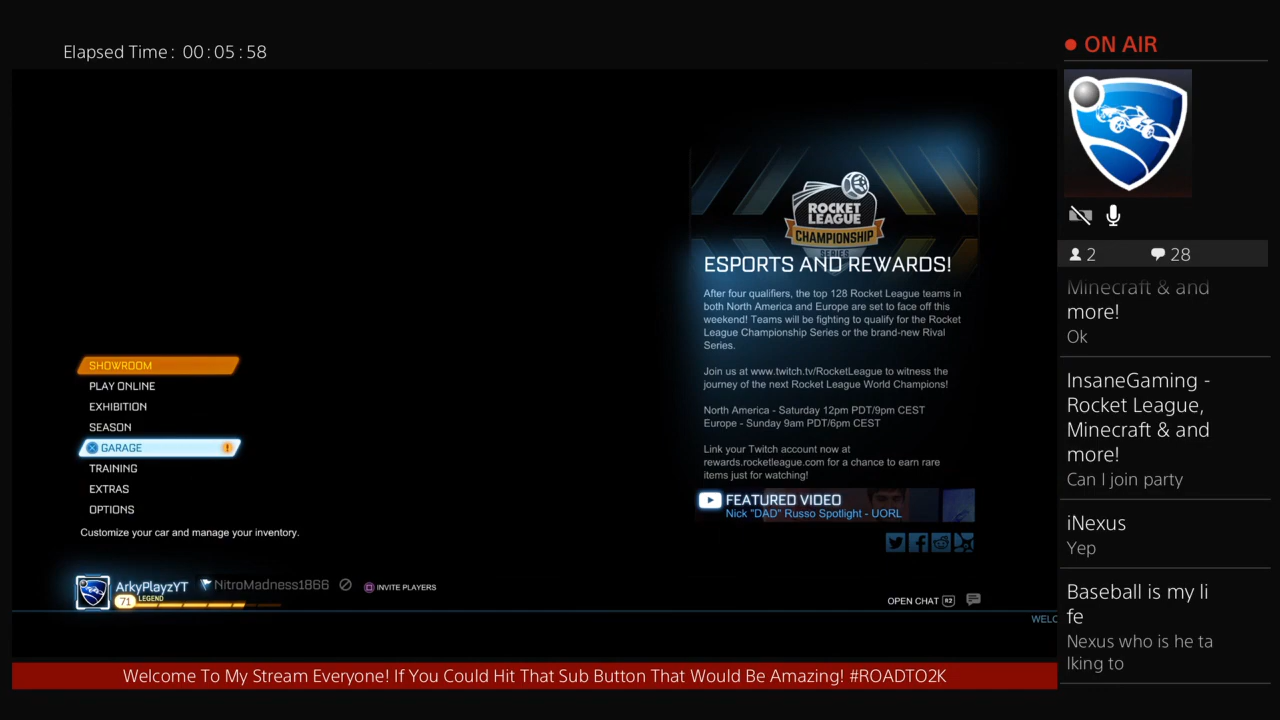 Elapsed Time: 00:05:58
ON AIR
2
28
Minecraft & and
more!
Ok
InsaneGaming -
Rocket League,
Minecraft & and
more!
Can I join party
iNexus
Yep
Baseball is my li
fe
Nexus who is he ta
lking to
ROCKET
LEAGUE
CHAMPIONSHIP
SERIES
ESPORTS AND REWARDS!
After four qualifiers, the top 128 Rocket League teams in
both North America and Europe are set to face off this
weekend! Teams will be fighting to qualify for the Rocket
League Championship Series or the brand-new Rival
Series.
Join us at www.twitch.tv/RocketLeague to witness the
journey of the next Rocket League World Champions!
North America - Saturday 12pm PDT/9pm CEST
Europe - Sunday 9am PDT/6pm CEST
Link your Twitch account now at
rewards.rocketleague.com for a chance to earn rare
items just for watching!
FEATURED VIDEO
Nick "DAD" Russo Spotlight - UORL
SHOWROOM
PLAY ONLINE
EXHIBITION
SEASON
GARAGE !
TRAINING
EXTRAS
OPTIONS
Customize your car and manage your inventory.
ArkyPlayzYT
71 LEGEND
NitroMadness1866
INVITE PLAYERS
OPEN CHAT R2
WELC
Welcome To My Stream Everyone! If You Could Hit That Sub Button That Would Be Amazing! #ROADTO2K